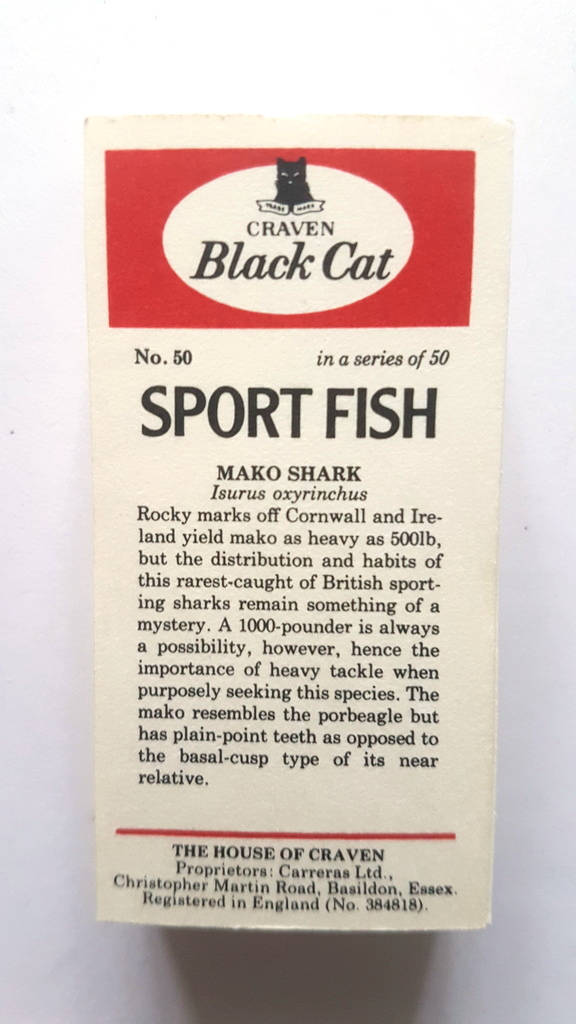 TRADE MARK
CRAVEN
Black Cat
No. 50 in a series of 50
SPORT FISH
MAKO SHARK
Isurus oxyrinchus
Rocky marks off Cornwall and Ire-
land yield mako as heavy as 500lb,
but the distribution and habits of
this rarest-caught of British sport-
ing sharks remain something of a
mystery. A 1000-pounder is always
a possibility, however, hence the
importance of heavy tackle when
purposely seeking this species. The
mako resembles the porbeagle but
has plain-point teeth as opposed to
the basal-cusp type of its near
relative.
THE HOUSE OF CRAVEN
Proprietors: Carreras Ltd.,
Christopher Martin Road, Basildon, Essex.
Registered in England (No. 384818).